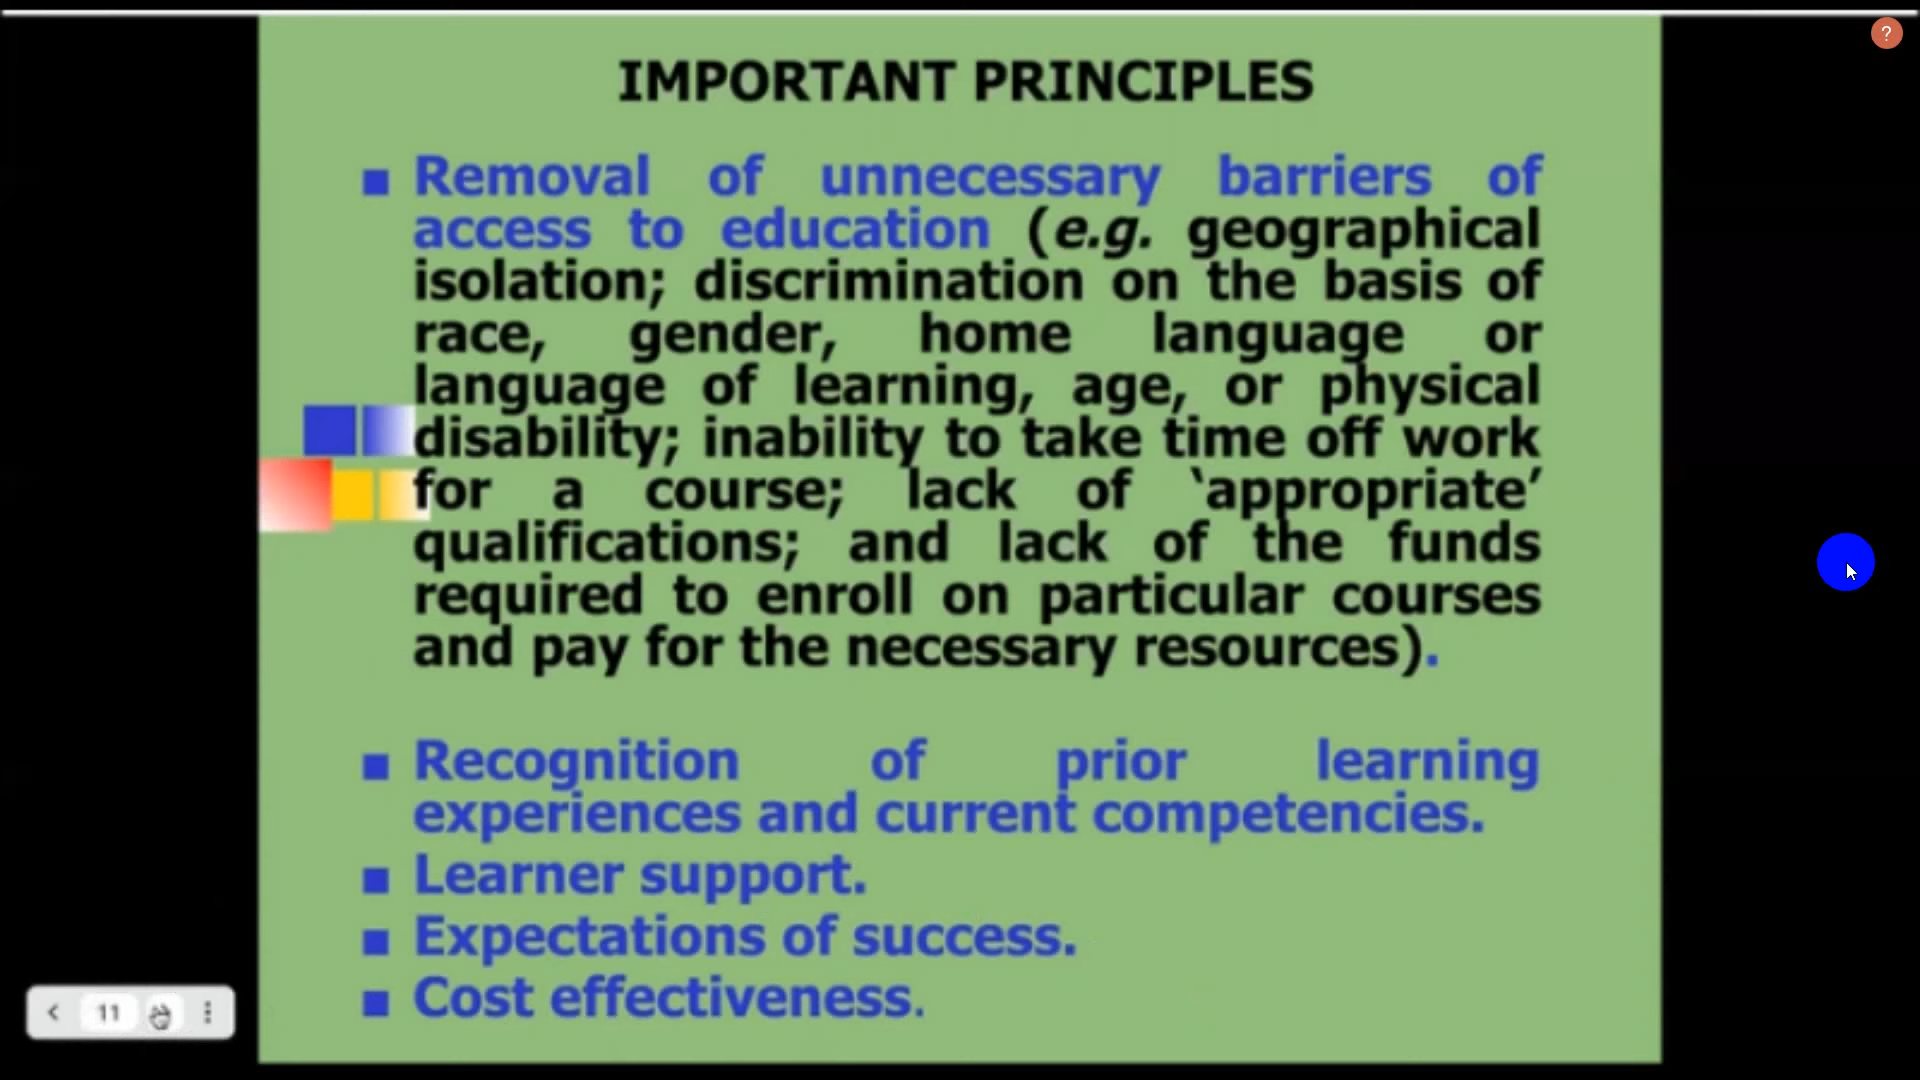 IMPORTANT PRINCIPLES
?
■ Removal of unnecessary barriers of
access to education (e.g. geographical
isolation; discrimination on the basis of
race, gender, home language or
language of learning, age, or physical
disability; inability to take time off work
for a course; lack of ‘appropriate’
qualifications; and lack of the funds
required to enroll on particular courses
and pay for the necessary resources).
■ Recognition of prior learning
experiences and current competencies.
■ Learner support.
■ Expectations of success.
■ Cost effectiveness.
11